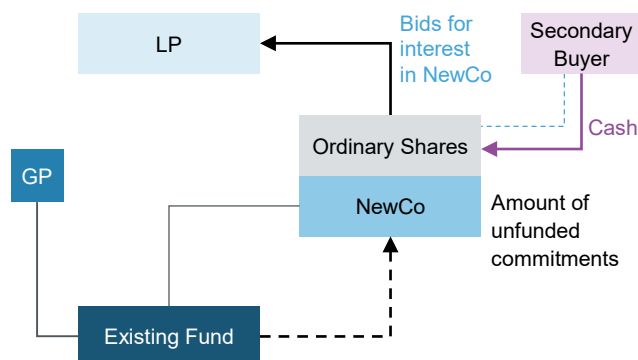 LP
Bids for
interest
in NewCo
Secondary
Buyer
Cash
Ordinary Shares
GP
NewCo
Amount of
unfunded
commitments
Existing Fund